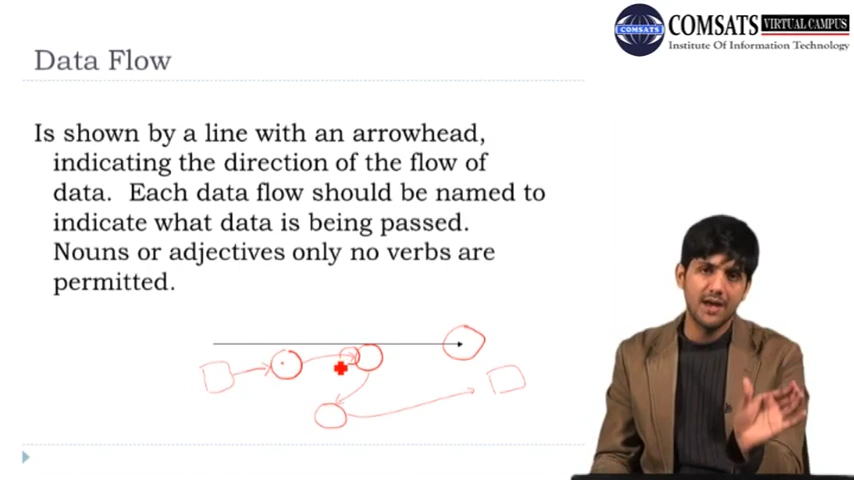 COMSATS VIRTUAL CAMPUS
COMSATS
Institute Of Information Technology
Data Flow
Is shown by a line with an arrowhead,
indicating the direction of the flow of
data. Each data flow should be named to
indicate what data is being passed.
Nouns or adjectives only no verbs are
permitted.